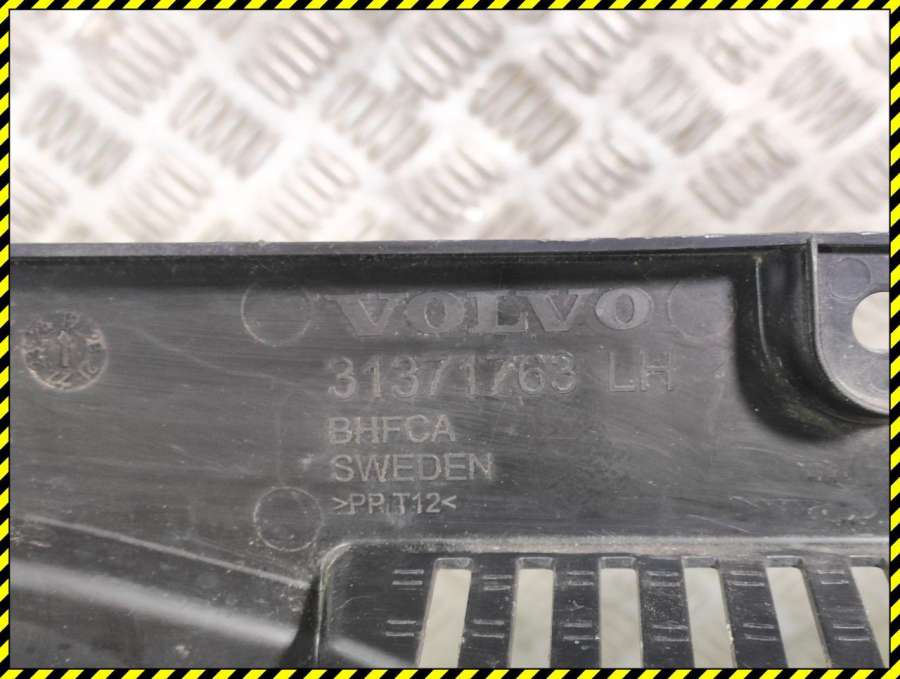 VOLVO
31371763 LH
BHFCA
SWEDEN
>PP-T12<